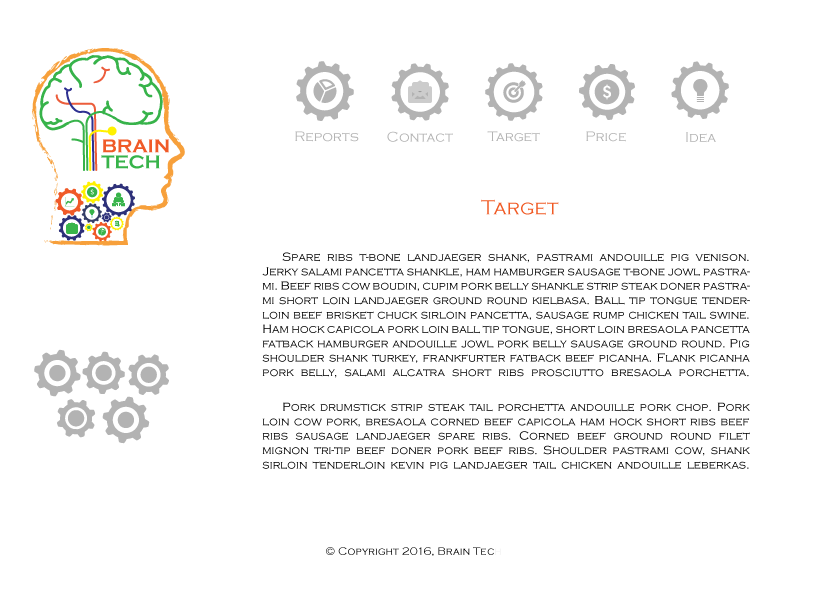 BRAIN
TECH
Reports
Contact
Target
Price
Idea
Target
Spare ribs t-bone landjaeger shank, pastrami andouille pig venison.
Jerky salami pancetta shankle, ham hamburger sausage t-bone jowl pastra-
mi. Beef ribs cow boudin, cupim pork belly shankle strip steak doner pastra-
mi short loin landjaeger ground round kielbasa. Ball tip tongue tender-
loin beef brisket chuck sirloin pancetta, sausage rump chicken tail swine.
Ham hock capicola pork loin ball tip tongue, short loin bresaola pancetta
fatback hamburger andouille jowl pork belly sausage ground round. Pig
shoulder shank turkey, frankfurter fatback beef picanha. Flank picanha
pork belly, salami alcatra short ribs prosciutto bresaola porchetta.
Pork drumstick strip steak tail porchetta andouille pork chop. Pork
loin cow pork, bresaola corned beef capicola ham hock short ribs beef
ribs sausage landjaeger spare ribs. Corned beef ground round filet
mignon tri-tip beef doner pork beef ribs. Shoulder pastrami cow, shank
sirloin tenderloin kevin pig landjaeger tail chicken andouille leberkas.
© Copyright 2016, Brain Tec